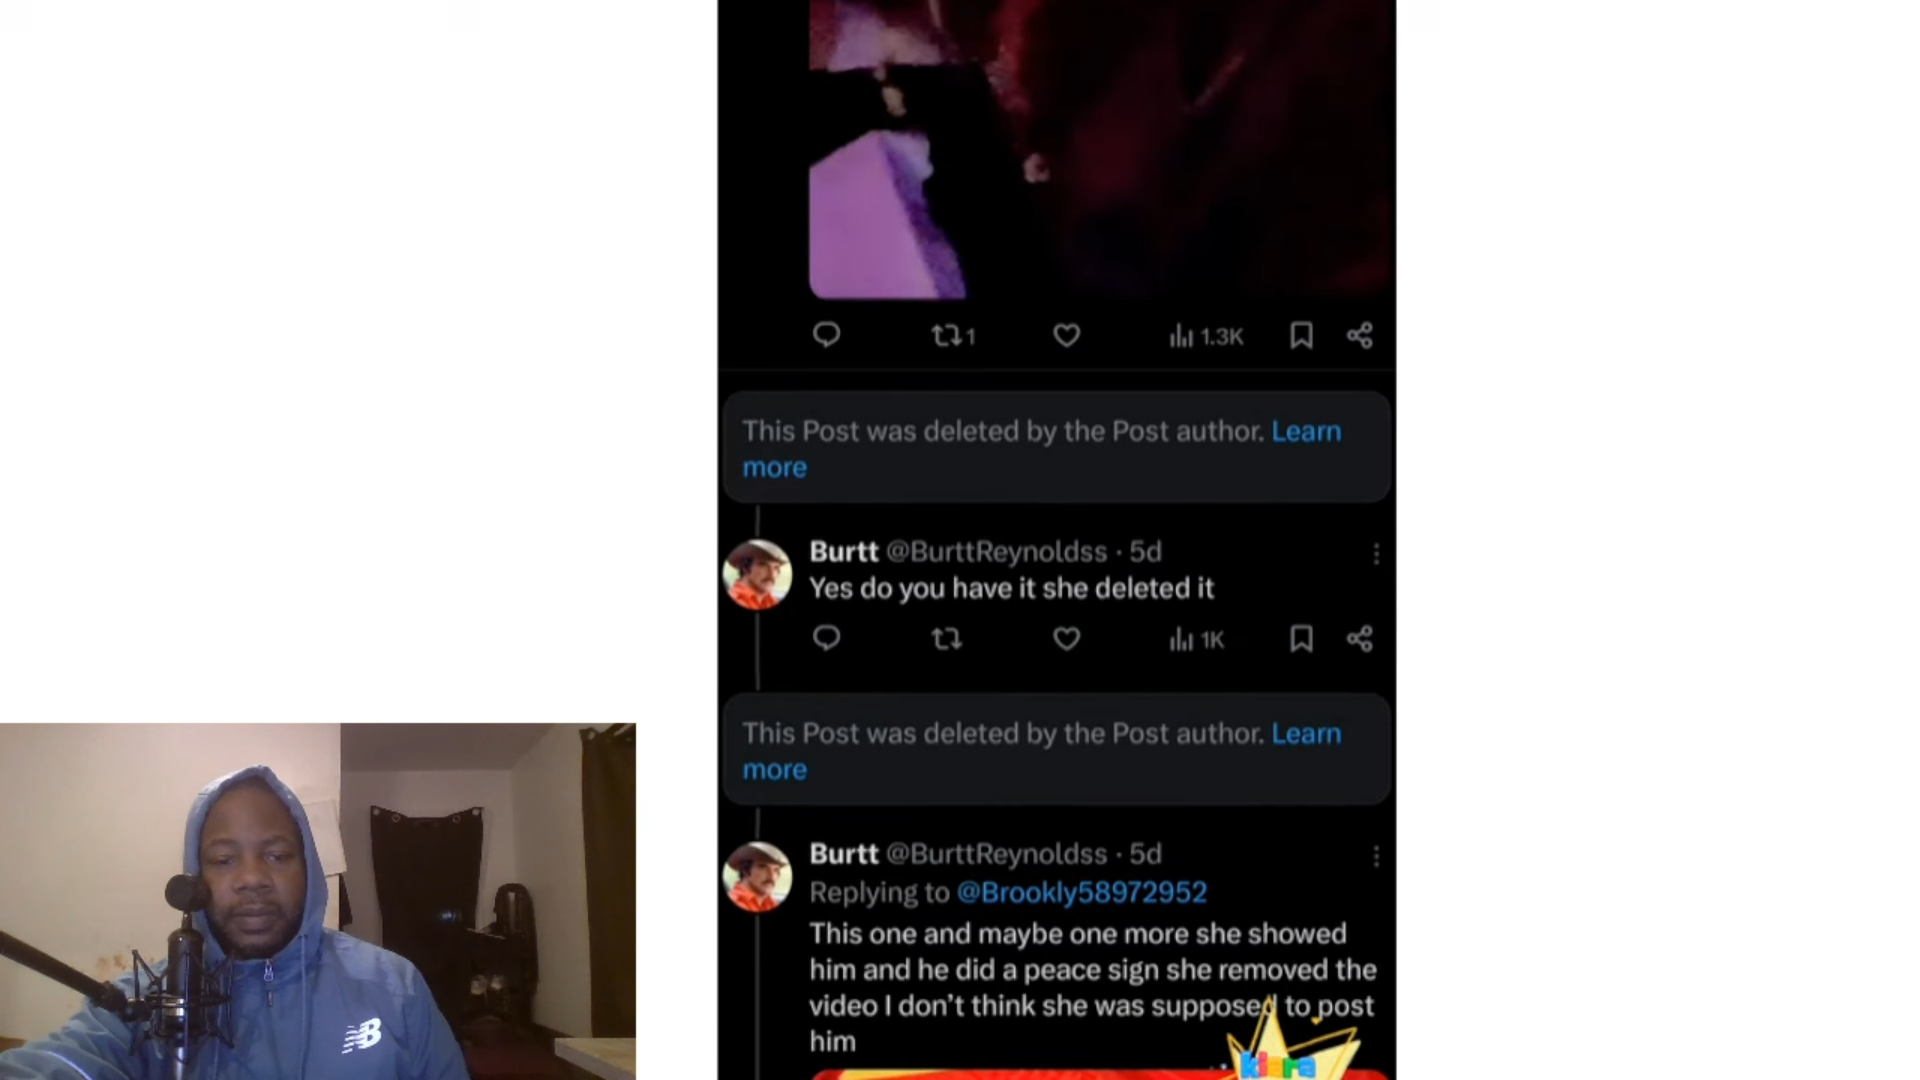 1
1.3K
This Post was deleted by the Post author. Learn
more
Burtt @BurttReynoldss · 5d
Yes do you have it she deleted it
1K
This Post was deleted by the Post author. Learn
more
Burtt @BurttReynoldss · 5d
Replying to @Brookly58972952
This one and maybe one more she showed
him and he did a peace sign she removed the
video I don’t think she was supposed to post
him
kiara
NB